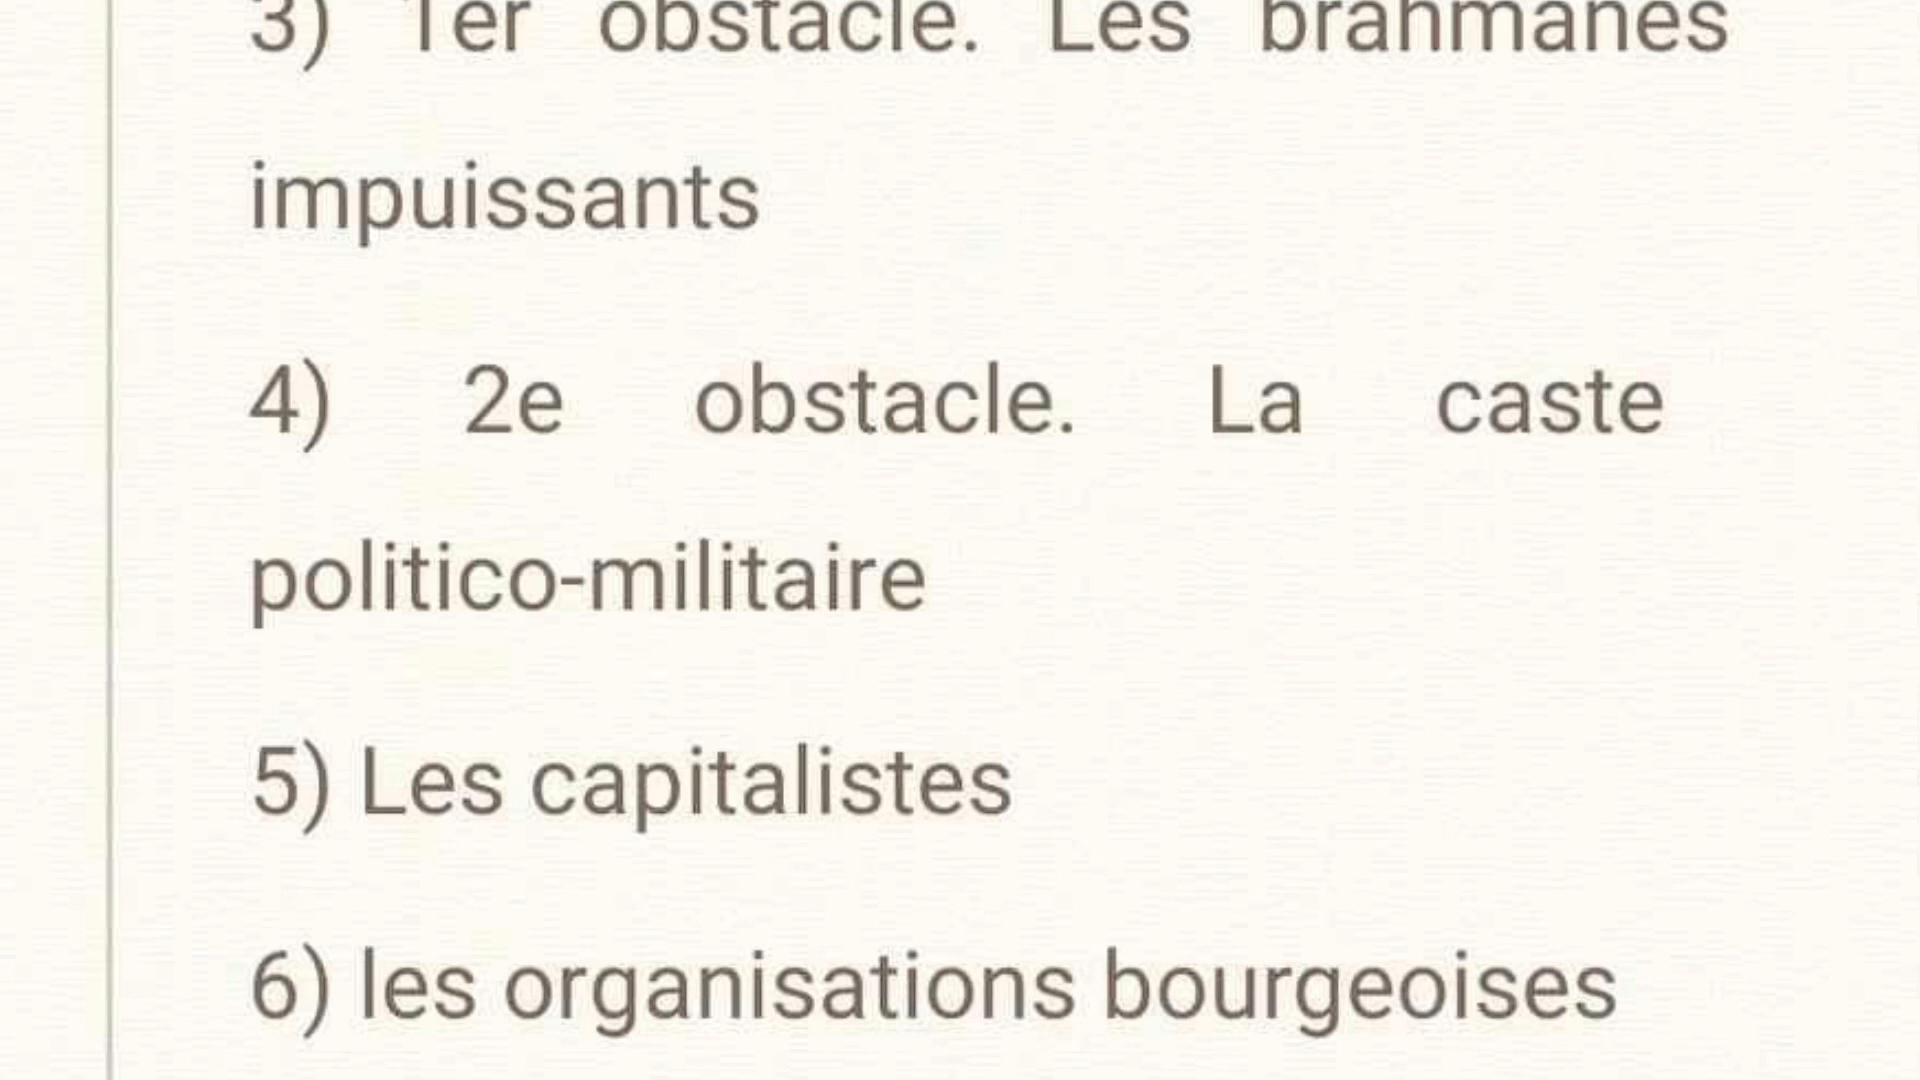 3) 1er obstacle. Les brahmanes
impuissants
4) 2e obstacle. La caste
politico-militaire
5) Les capitalistes
6) les organisations bourgeoises